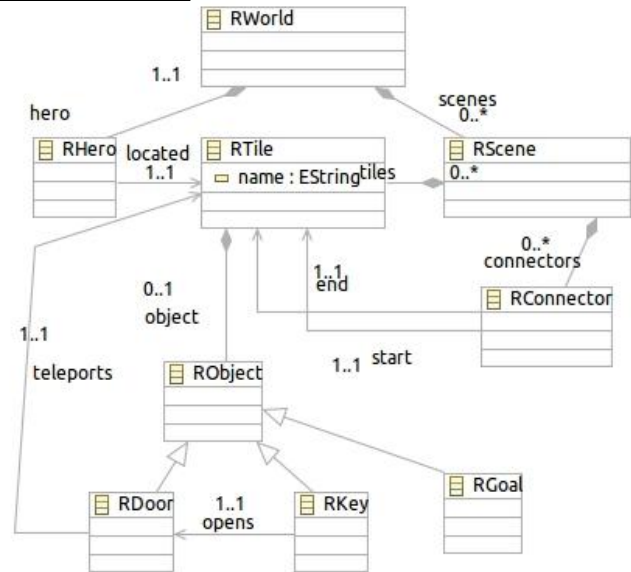 RWorld
1..1
scenes
0..*
hero
RHero
located
1..1
RTile
name : EString
tiles
RScene
0..*
0..*
connectors
1..1
end
RConnector
0..1
object
1..1
teleports
1..1 start
RObject
RDoor
1..1
opens
RKey
RGoal